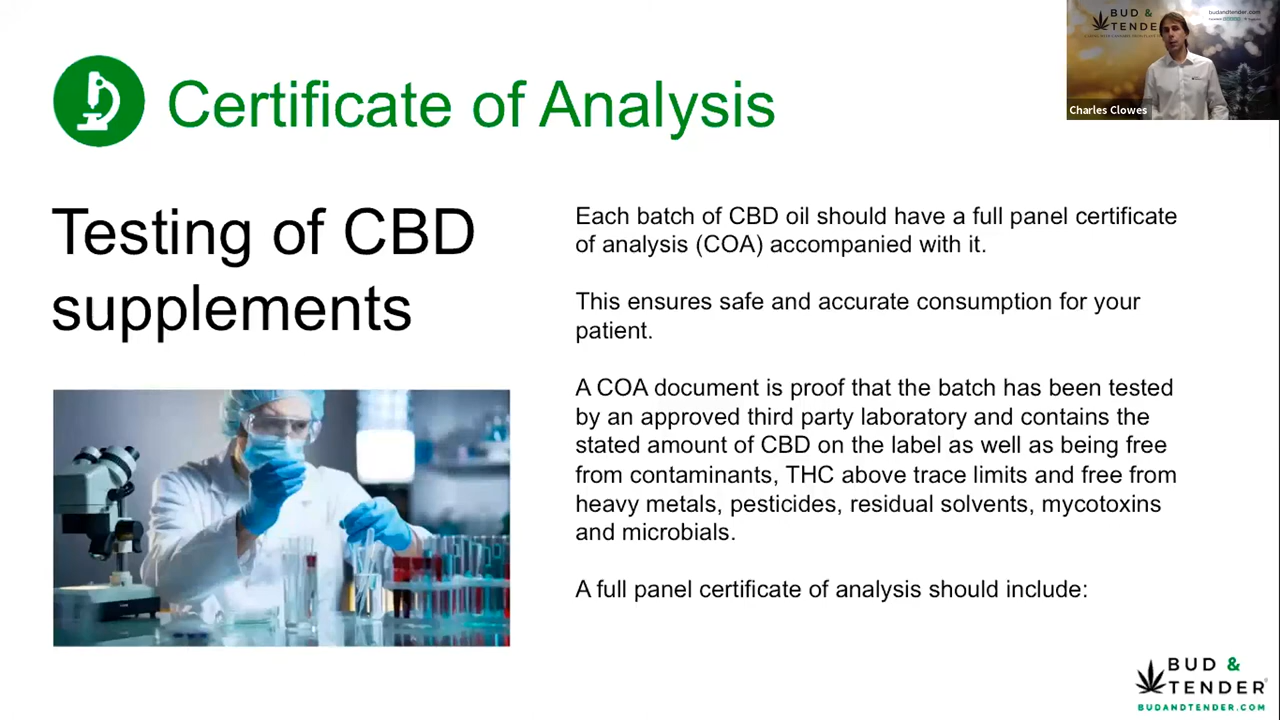 BUD &
TENDE
budandtender.com
Charles Clowes
Certificate of Analysis
Testing of CBD
supplements
Each batch of CBD oil should have a full panel certificate
of analysis (COA) accompanied with it.
This ensures safe and accurate consumption for your
patient.
A COA document is proof that the batch has been tested
by an approved third party laboratory and contains the
stated amount of CBD on the label as well as being free
from contaminants, THC above trace limits and free from
heavy metals, pesticides, residual solvents, mycotoxins
and microbials.
A full panel certificate of analysis should include:
BUD &
TENDER®
BUDANDTENDER.COM